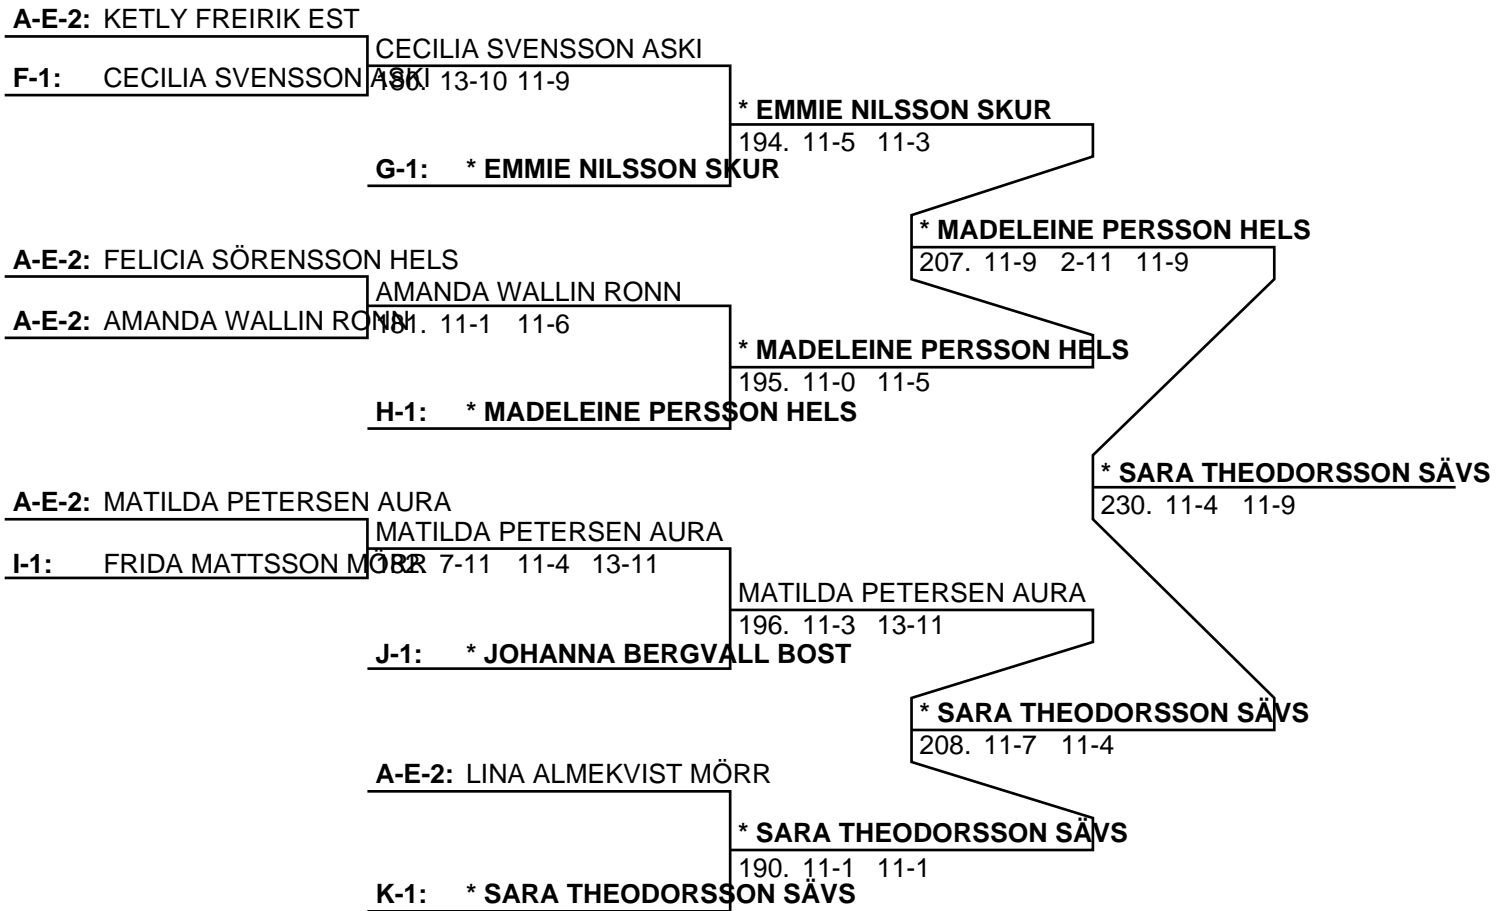 A-E-2: KETLY FREIRIK EST
CECILIA SVENSSON ASKI
F-1: CECILIA SVENSSON ASKI
180. 13-10 11-9
* EMMIE NILSSON SKUR
194. 11-5 11-3
G-1: * EMMIE NILSSON SKUR
* MADELEINE PERSSON HELS
207. 11-9 2-11 11-9
A-E-2: FELICIA SÖRENSSON HELS
AMANDA WALLIN RONN
A-E-2: AMANDA WALLIN RONN
181. 11-1 11-6
* MADELEINE PERSSON HELS
195. 11-0 11-5
H-1: * MADELEINE PERSSON HELS
* SARA THEODORSSON SÄVS
230. 11-4 11-9
A-E-2: MATILDA PETERSEN AURA
MATILDA PETERSEN AURA
I-1: FRIDA MATTSSON MÖRR
182. 7-11 11-4 13-11
MATILDA PETERSEN AURA
196. 11-3 13-11
J-1: * JOHANNA BERGVALL BOST
* SARA THEODORSSON SÄVS
208. 11-7 11-4
A-E-2: LINA ALMEKVIST MÖRR
* SARA THEODORSSON SÄVS
190. 11-1 11-1
K-1: * SARA THEODORSSON SÄVS